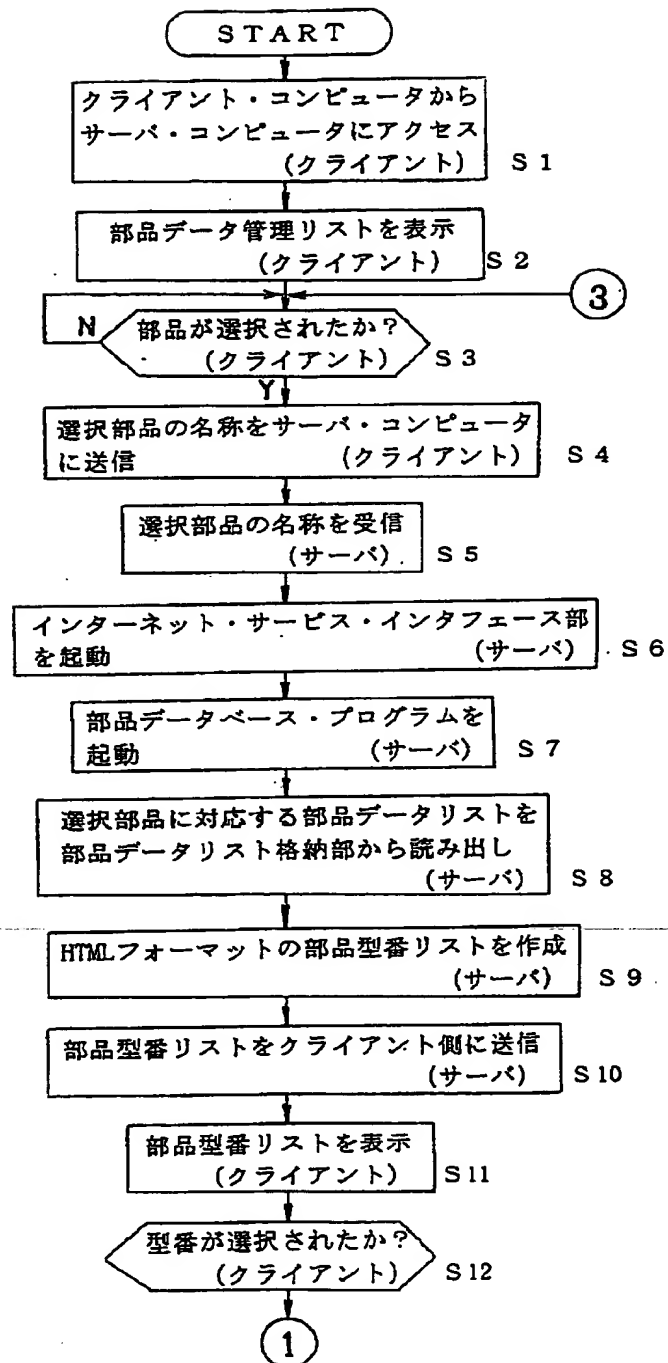 START
クライアント・コンピュータから
サーバ・コンピュータにアクセス
(クライアント) S1
部品データ管理リストを表示
(クライアント) S2
3
N
部品が選択されたか？
(クライアント) S3
Y
選択部品の名称をサーバ・コンピュータ
に送信 (クライアント) S4
選択部品の名称を受信
(サーバ) S5
インターネット・サービス・インタフェース部
を起動 (サーバ) S6
部品データベース・プログラムを
起動 (サーバ) S7
選択部品に対応する部品データリストを
部品データリスト格納部から読み出し
(サーバ) S8
HTMLフォーマットの部品型番リストを作成
(サーバ) S9
部品型番リストをクライアント側に送信
(サーバ) S10
部品型番リストを表示
(クライアント) S11
型番が選択されたか？
(クライアント) S12
1